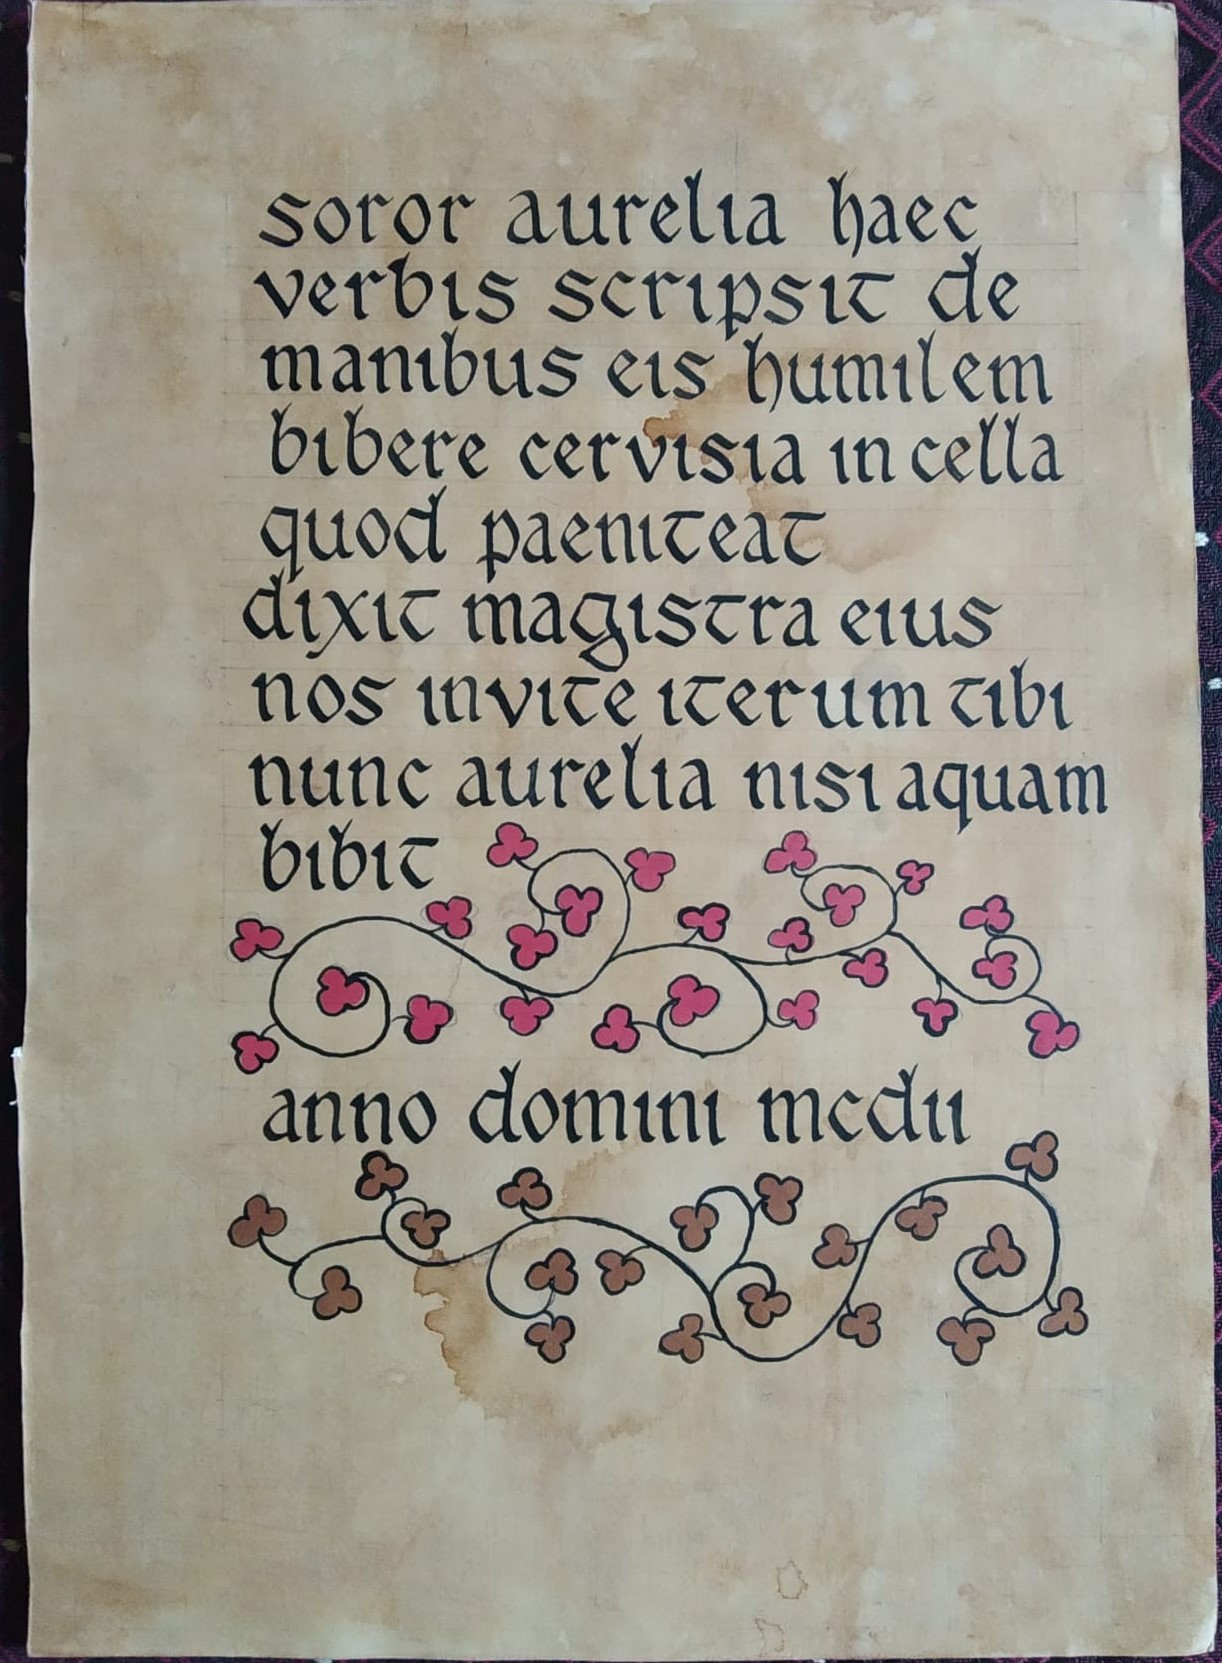 soror aurelia haec
verbis scripsit de
manibus eis humilem
bibere cervisia in cella
quod paeniteat
dixit magistra eius
nos invite iterum tibi
nunc aurelia nisi aquam
bibit
anno domini mcdii